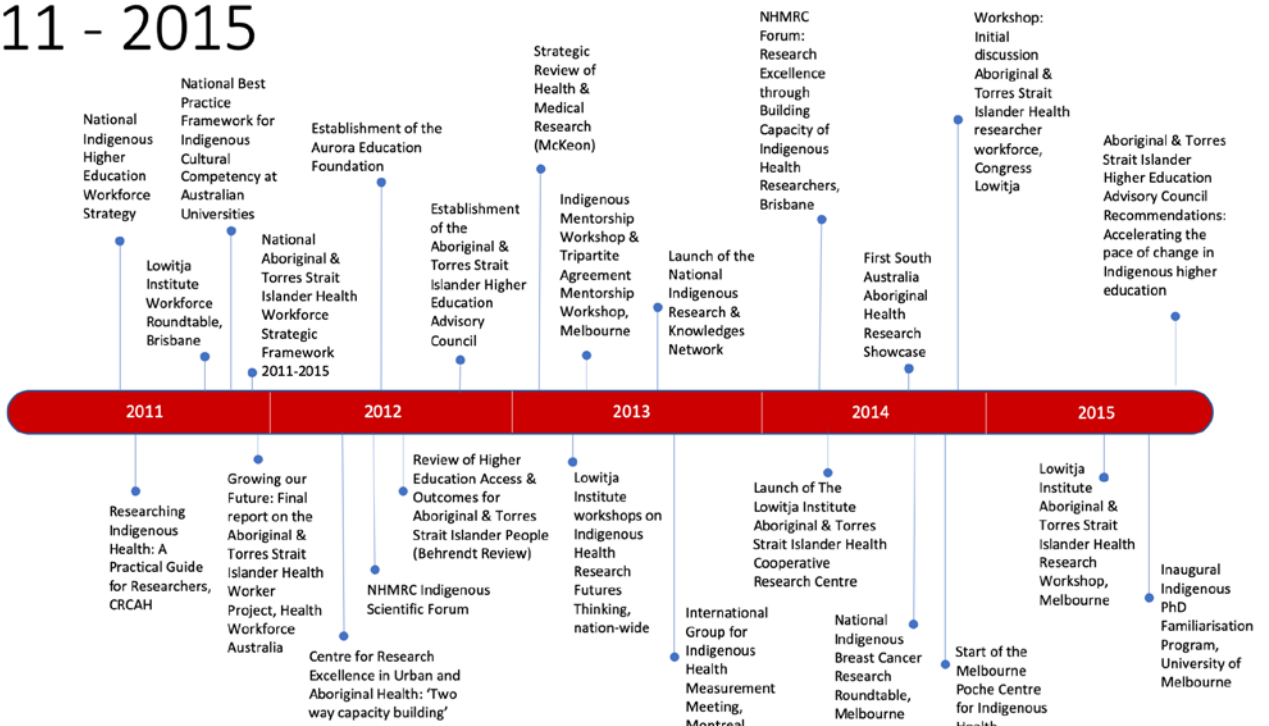 11 - 2015
National
Indigenous
Higher
Education
Workforce
Strategy
National Best
Practice
Framework for
Indigenous
Cultural
Competency at
Australian
Universities
Lowitja
Institute
Workforce
Roundtable,
Brisbane
National
Aboriginal &
Torres Strait
Islander Health
Workforce
Strategic
Framework
2011-2015
Establishment of the
Aurora Education
Foundation
Establishment
of the
Aboriginal &
Torres Strait
Islander Higher
Education
Advisory
Council
Strategic
Review of
Health &
Medical
Research
(McKeon)
Indigenous
Mentorship
Workshop &
Tripartite
Agreement
Mentorship
Workshop,
Melbourne
Launch of the
National
Indigenous
Research &
Knowledges
Network
NHMRC
Forum:
Research
Excellence
through
Building
Capacity of
Indigenous
Health
Researchers,
Brisbane
First South
Australia
Aboriginal
Health
Research
Showcase
Workshop:
Initial
discussion
Aboriginal &
Torres Strait
Islander Health
researcher
workforce,
Congress
Lowitja
Aboriginal & Torres
Strait Islander
Higher Education
Advisory Council
Recommendations:
Accelerating the
pace of change in
Indigenous higher
education
2011
2012
2013
2014
2015
Researching
Indigenous
Health: A
Practical Guide
for Researchers,
CRCAH
Growing our
Future: Final
report on the
Aboriginal &
Torres Strait
Islander Health
Worker
Project, Health
Workforce
Australia
Centre for Research
Excellence in Urban and
Aboriginal Health: ‘Two
way capacity building’
NHMRC Indigenous
Scientific Forum
Review of Higher
Education Access &
Outcomes for
Aboriginal & Torres
Strait Islander People
(Behrendt Review)
Lowitja
Institute
workshops on
Indigenous
Health
Research
Futures
Thinking,
nation-wide
International
Group for
Indigenous
Health
Measurement
Meeting,
Montreal
Launch of The
Lowitja Institute
Aboriginal & Torres
Strait Islander Health
Cooperative
Research Centre
National
Indigenous
Breast Cancer
Research
Roundtable,
Melbourne
Start of the
Melbourne
Poche Centre
for Indigenous
Health
Lowitja
Institute
Aboriginal &
Torres Strait
Islander Health
Research
Workshop,
Melbourne
Inaugural
Indigenous
PhD
Familiarisation
Program,
University of
Melbourne